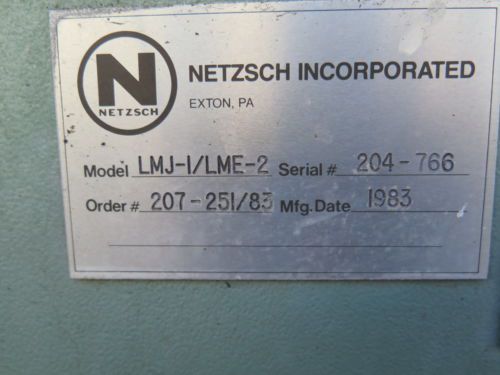 N
NETZSCH
NETZSCH INCORPORATED
EXTON, PA
Model LMJ-1/LME-2 Serial # 204-766
Order # 207-251/83 Mfg. Date 1983